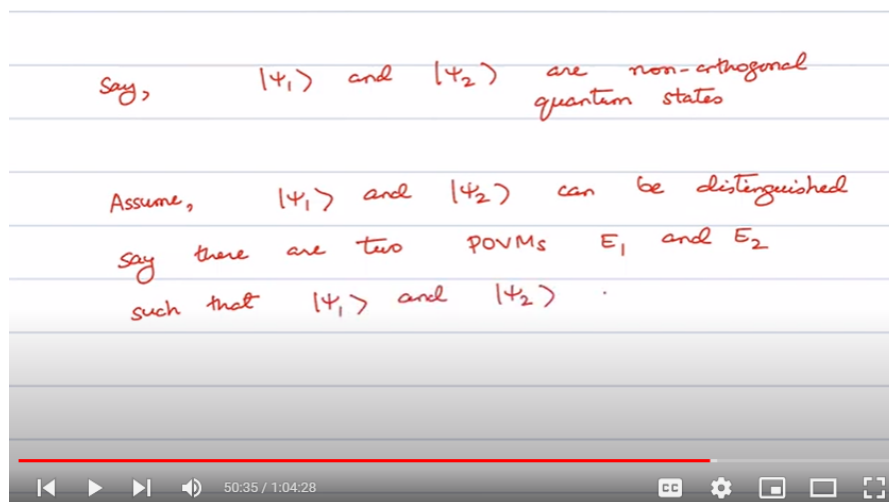 Say, |ψ₁⟩ and |ψ₂⟩ are non-orthogonal
quantum states
Assume, |ψ₁⟩ and |ψ₂⟩ can be distinguished
say there are two POVMs E₁ and E₂
such that |ψ₁⟩ and |ψ₂⟩
50:35 / 1:04:28 CC